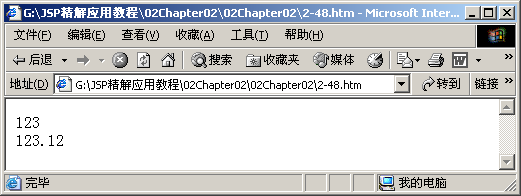 G:\JSP精解应用教程\02Chapter02\02Chapter02\2-48.htm - Microsoft Inter...
文件(F) 编辑(E) 查看(V) 收藏(A) 工具(T) 帮助(H)
后退 搜索 收藏夹 媒体
地址(D) G:\JSP精解应用教程\02Chapter02\02Chapter02\2-48.htm 转到 链接 »
123
123.12
完毕 我的电脑